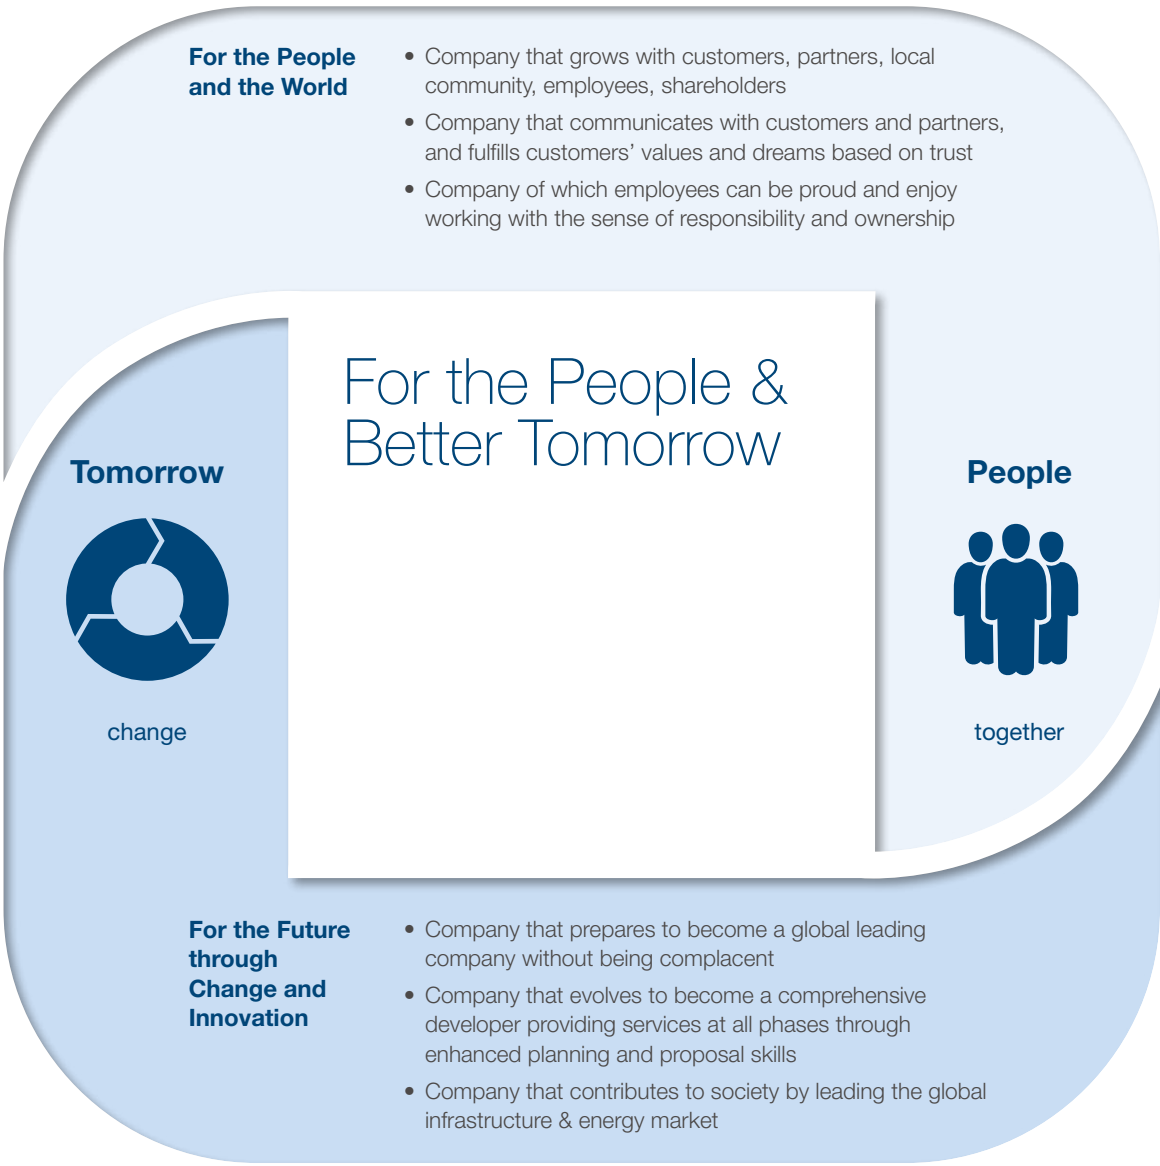 For the People
and the World
• Company that grows with customers, partners, local
community, employees, shareholders
• Company that communicates with customers and partners,
and fulfills customers’ values and dreams based on trust
• Company of which employees can be proud and enjoy
working with the sense of responsibility and ownership
For the People &
Better Tomorrow
Tomorrow
change
People
together
For the Future
through
Change and
Innovation
• Company that prepares to become a global leading
company without being complacent
• Company that evolves to become a comprehensive
developer providing services at all phases through
enhanced planning and proposal skills
• Company that contributes to society by leading the global
infrastructure & energy market